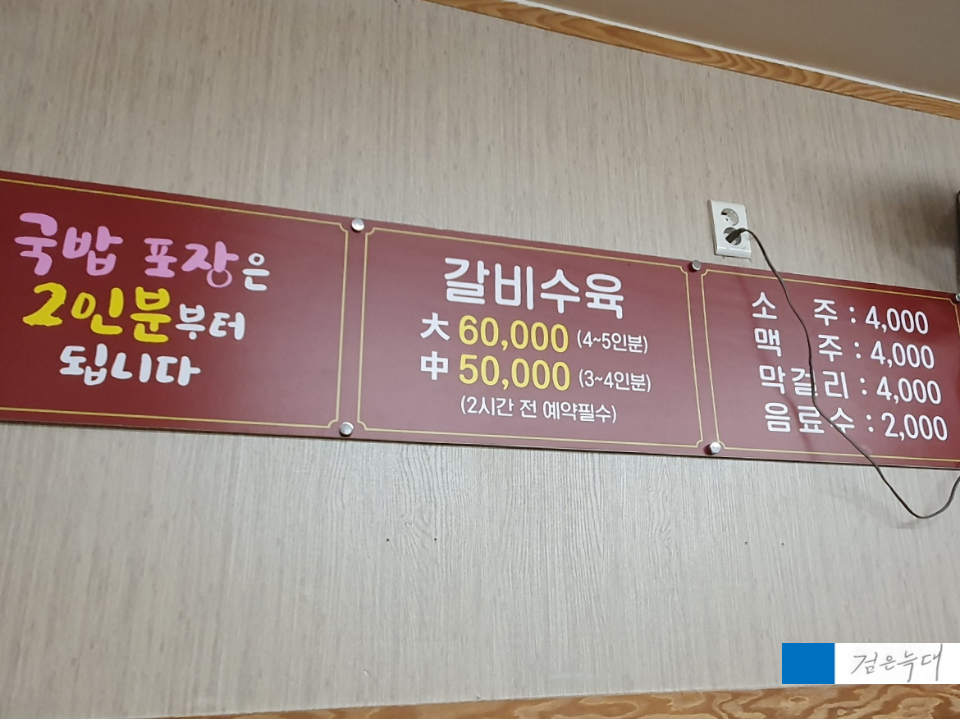 국밥 포장은
2인분부터
됩니다
갈비수육
大 60,000 (4~5인분)
中 50,000 (3~4인분)
(2시간 전 예약필수)
소 주 : 4,000
맥 주 : 4,000
막걸리 : 4,000
음료수 : 2,000
검은늑대